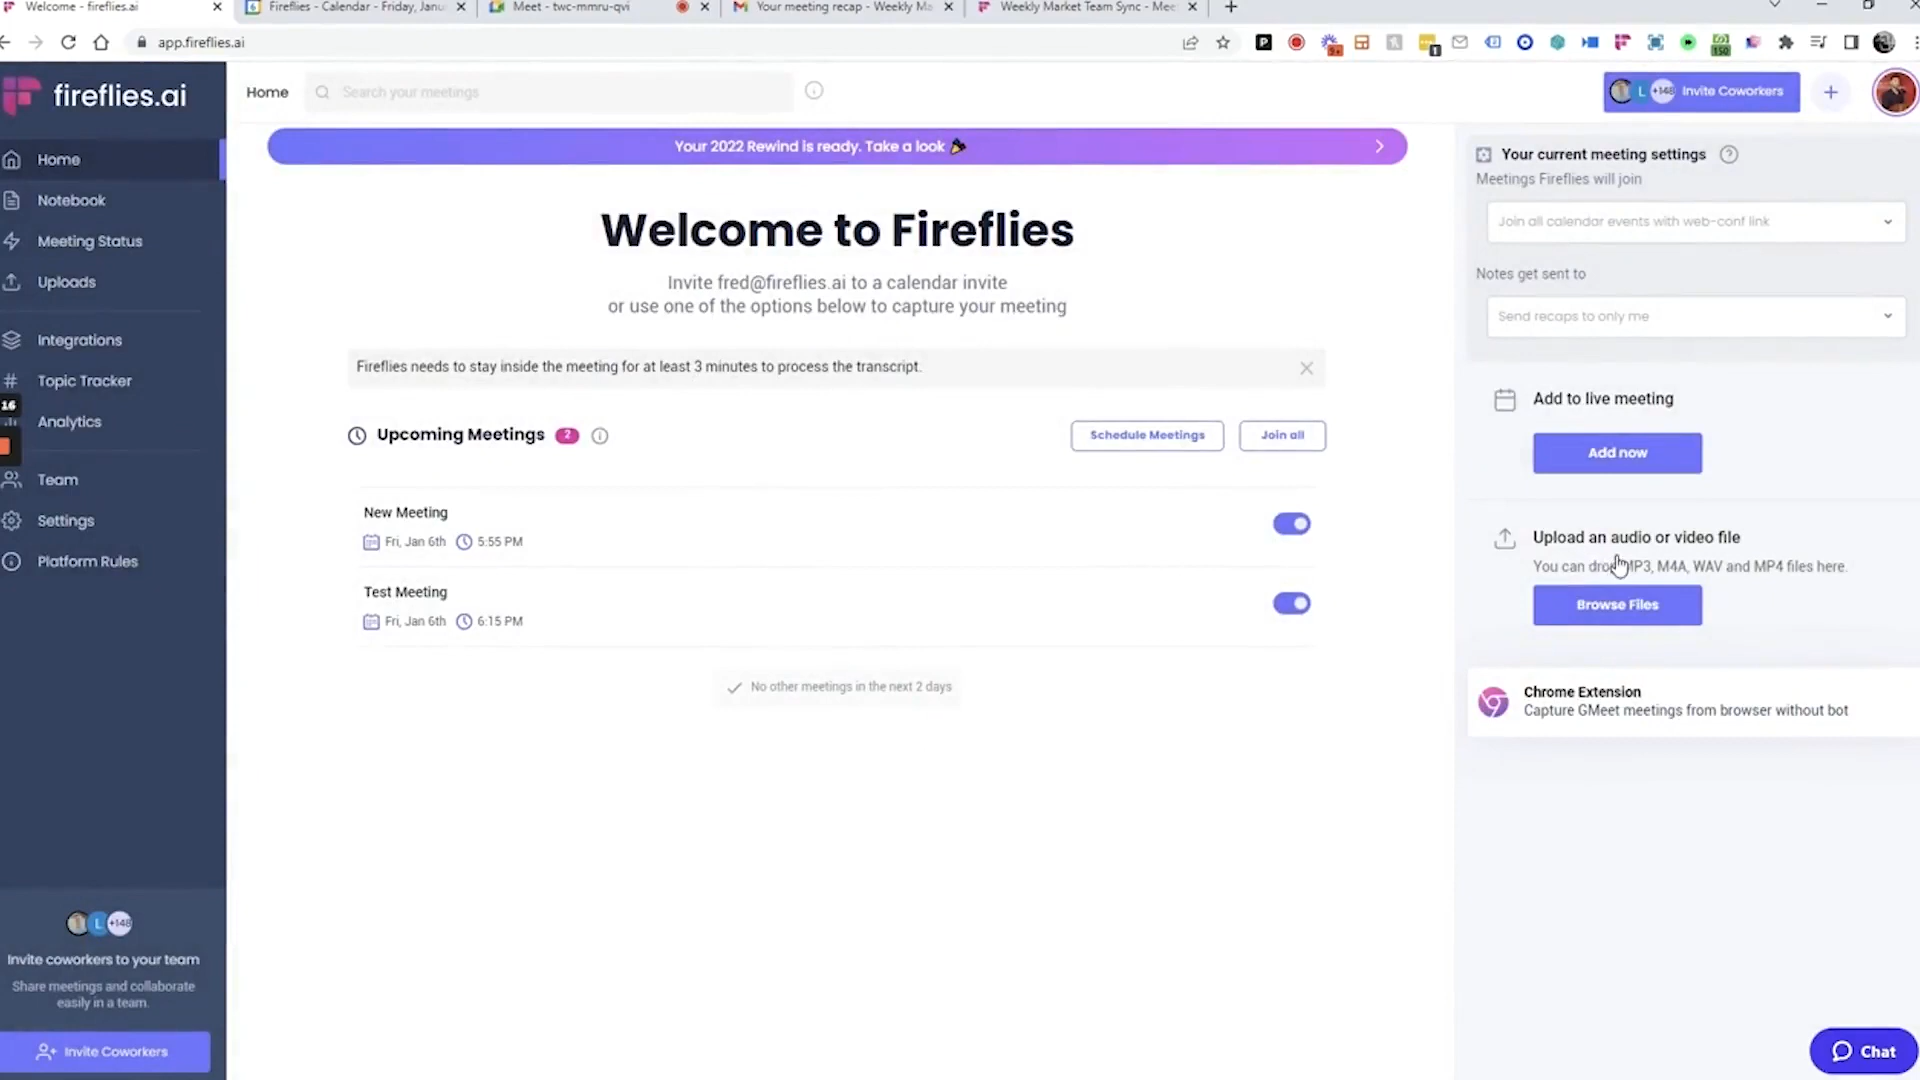 Welcome - fireflies.ai
Fireflies - Calendar - Friday, Janu
Meet - twc-mmru-qvi
Your meeting recap - Weekly Ma
Weekly Market Team Sync - Mee
app.fireflies.ai
fireflies.ai
Home
Search your meetings
L +148 Invite Coworkers
Your 2022 Rewind is ready. Take a look
Home
Notebook
Meeting Status
Uploads
Integrations
Topic Tracker
16
Analytics
Team
Settings
Platform Rules
L +148
Invite coworkers to your team
Share meetings and collaborate
easily in a team.
Invite Coworkers
Welcome to Fireflies
Invite fred@fireflies.ai to a calendar invite
or use one of the options below to capture your meeting
Fireflies needs to stay inside the meeting for at least 3 minutes to process the transcript.
Upcoming Meetings 2
Schedule Meetings
Join all
New Meeting
Fri, Jan 6th 5:55 PM
Test Meeting
Fri, Jan 6th 6:15 PM
No other meetings in the next 2 days
Your current meeting settings
Meetings Fireflies will join
Join all calendar events with web-conf link
Notes get sent to
Send recaps to only me
Add to live meeting
Add now
Upload an audio or video file
You can drop MP3, M4A, WAV and MP4 files here.
Browse Files
Chrome Extension
Capture GMeet meetings from browser without bot
Chat